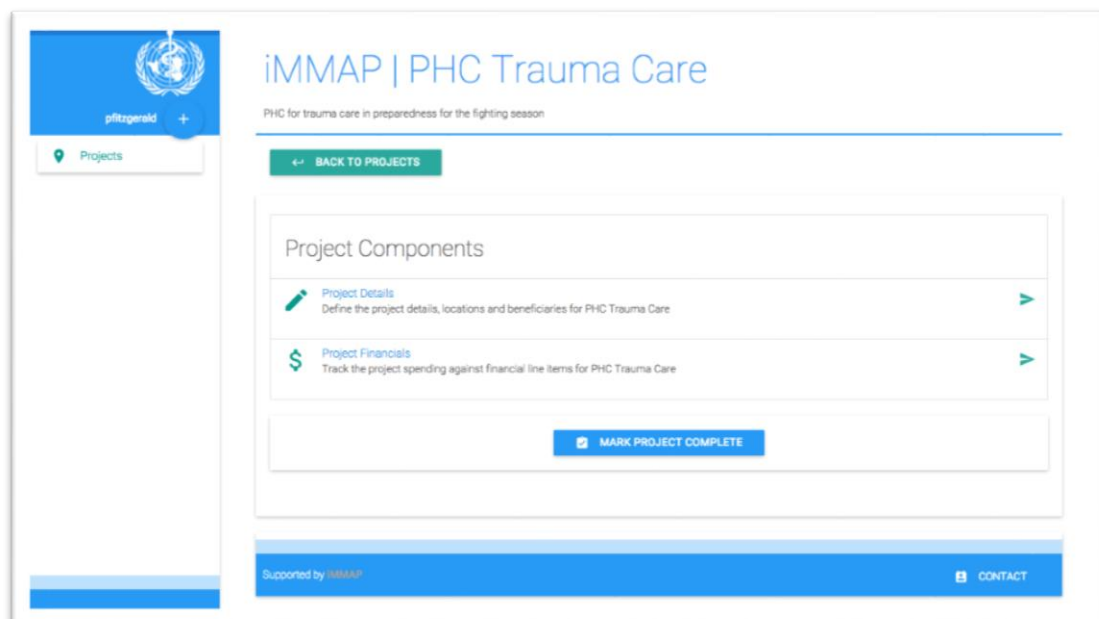 pfitzgerald
+
Projects
iMMAP | PHC Trauma Care
PHC for trauma care in preparedness for the fighting season
BACK TO PROJECTS
Project Components
Project Details
Define the project details, locations and beneficiaries for PHC Trauma Care
$
Project Financials
Track the project spending against financial line items for PHC Trauma Care
MARK PROJECT COMPLETE
Supported by iMMAP
CONTACT